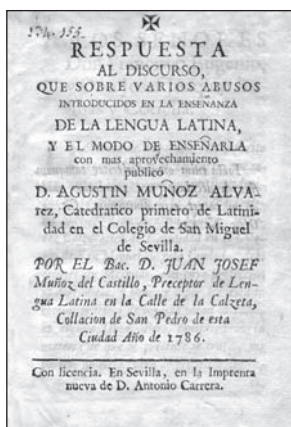 RESPUESTA
AL DISCURSO,
QUE SOBRE VARIOS ABUSOS
INTRODUCIDOS EN LA ENSEÑANZA
DE LA LENGUA LATINA,
Y EL MODO DE ENSEÑARLA
con mas aprovechamiento
publicó
D. AGUSTIN MUÑOZ ALVA-
rez, Catedratico primero de Latini-
dad en el Colegio de San Miguel
de Sevilla.
POR EL Bac. D. JUAN JOSEF
Muñoz del Castillo, Preceptor de Len-
gua Latina en la Calle de la Calzeta,
Collacion de San Pedro de esta
Ciudad Año de 1786.
Con licencia. En Sevilla, en la Imprenta
nueva de D. Antonio Carrera.